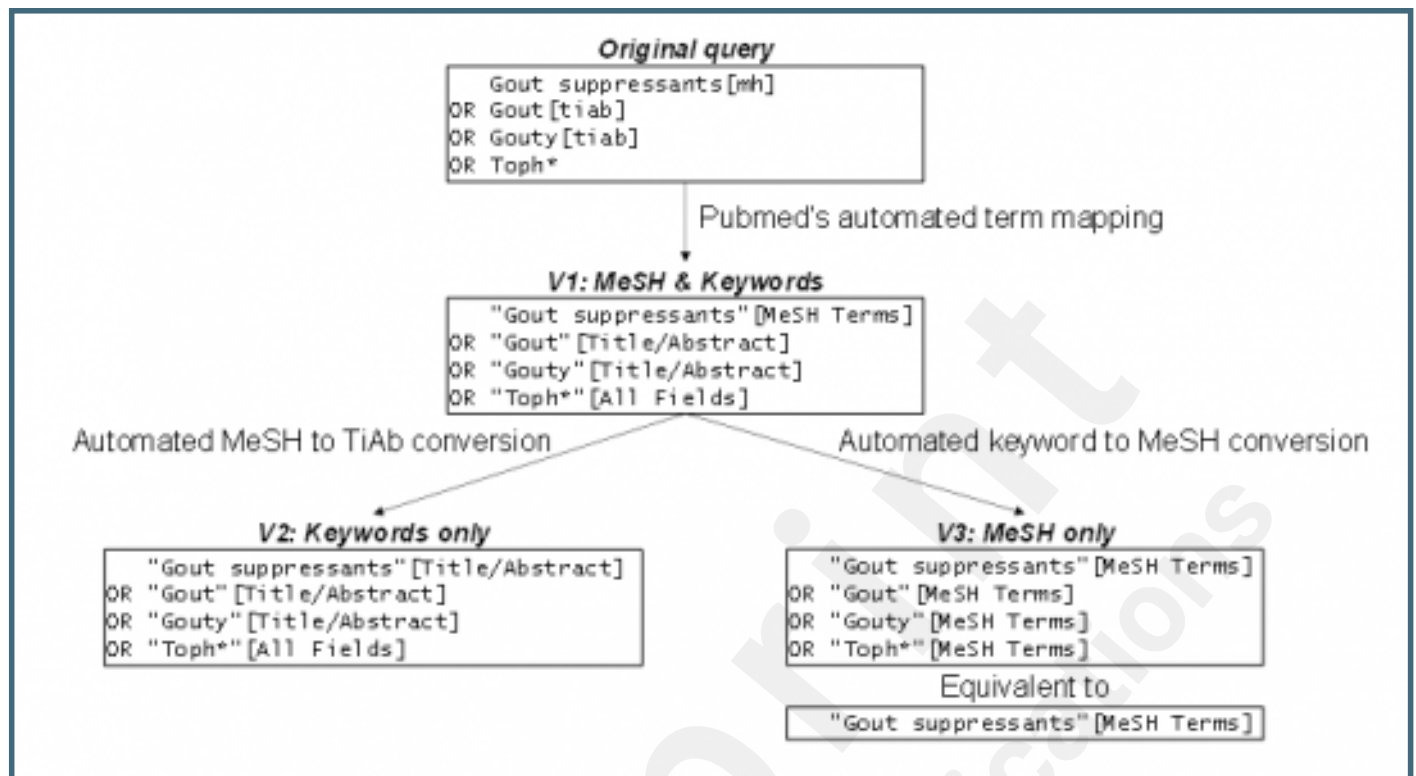 Original query
Gout suppressants[mh]
OR Gout[tiab]
OR Gouty[tiab]
OR Toph*
Pubmed's automated term mapping
V1: MeSH & Keywords
"Gout suppressants"[MeSH Terms]
OR "Gout"[Title/Abstract]
OR "Gouty"[Title/Abstract]
OR "Toph*"[All Fields]
Automated MeSH to TiAb conversion
Automated keyword to MeSH conversion
V2: Keywords only
"Gout suppressants"[Title/Abstract]
OR "Gout"[Title/Abstract]
OR "Gouty"[Title/Abstract]
OR "Toph*"[All Fields]
V3: MeSH only
"Gout suppressants"[MeSH Terms]
OR "Gout"[MeSH Terms]
OR "Gouty"[MeSH Terms]
OR "Toph*"[MeSH Terms]
Equivalent to
"Gout suppressants"[MeSH Terms]